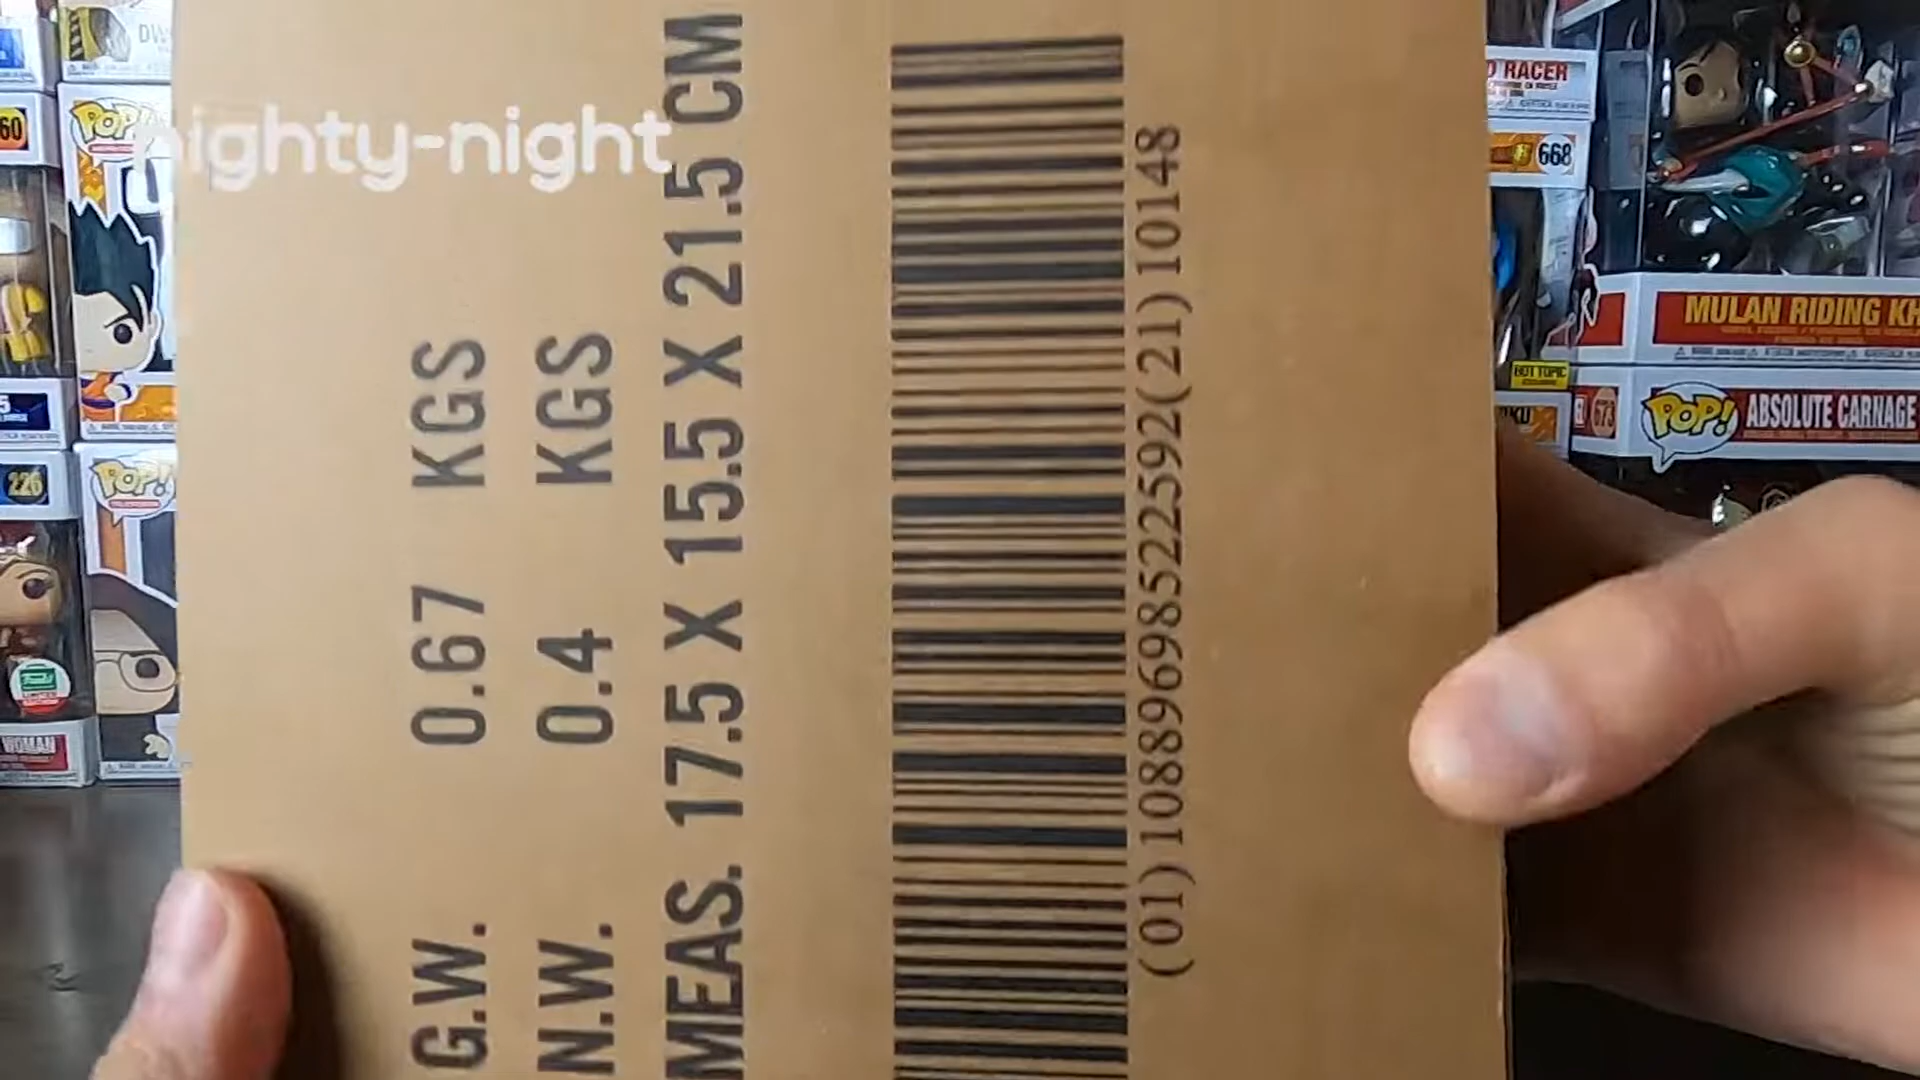 nighty-night
G.W. 0.67 KGS
N.W. 0.4 KGS
MEAS. 17.5 X 15.5 X 21.5 CM
(01)10889698522592(21)10148
60
POP!
226
POP!
WOMAN
RACER
668
MULAN RIDING KH
HOT TOPIC
673
POP!
ABSOLUTE CARNAGE